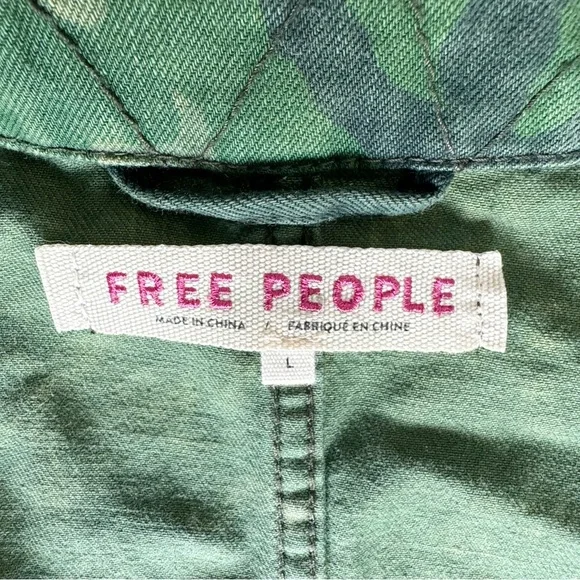 FREE PEOPLE
MADE IN CHINA / FABRIQUÉ EN CHINE
L